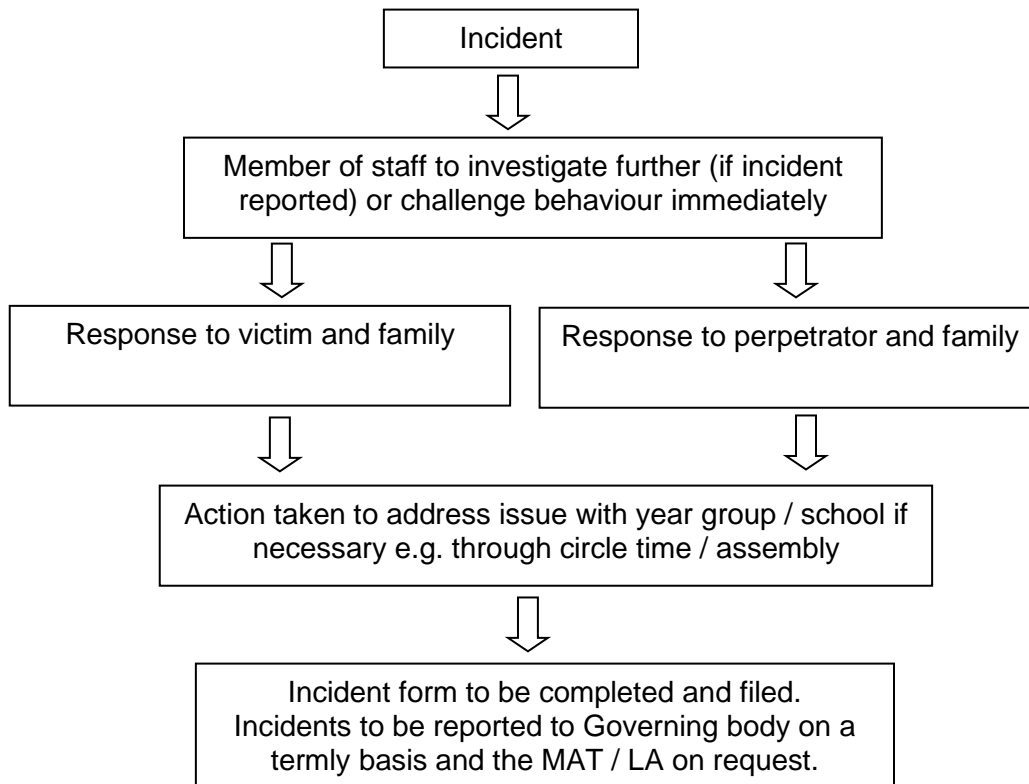 Incident
Member of staff to investigate further (if incident
reported) or challenge behaviour immediately
Response to victim and family
Response to perpetrator and family
Action taken to address issue with year group / school if
necessary e.g. through circle time / assembly
Incident form to be completed and filed.
Incidents to be reported to Governing body on a
termly basis and the MAT / LA on request.